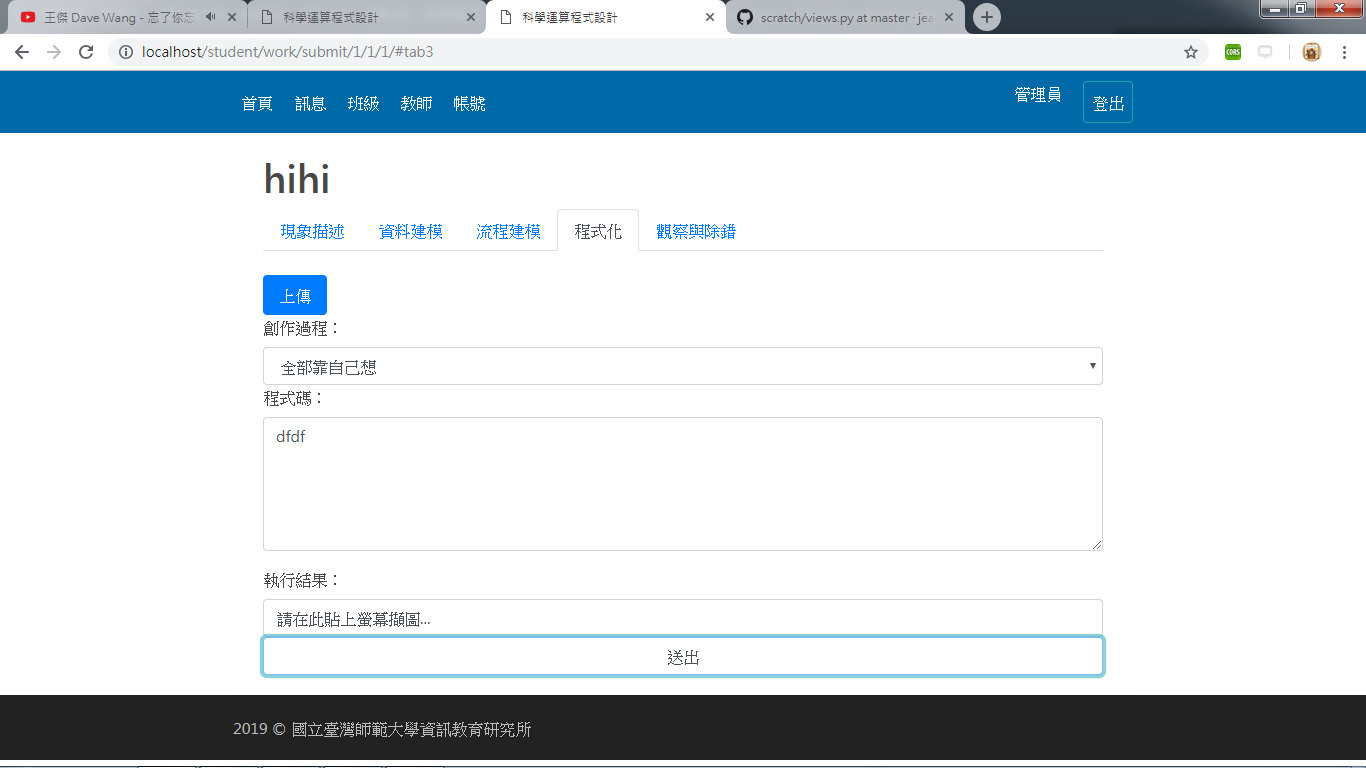 王傑 Dave Wang - 忘了你忘
科學運算程式設計
科學運算程式設計
scratch/views.py at master · jea
localhost/student/work/submit/1/1/1/#tab3
CORS
首頁 訊息 班級 教師 帳號 管理員 登出
hihi
現象描述 資料建模 流程建模 程式化 觀察與除錯
上傳
創作過程：
全部靠自己想
程式碼：
dfdf
執行結果：
請在此貼上螢幕擷圖...
送出
2019 © 國立臺灣師範大學資訊教育研究所